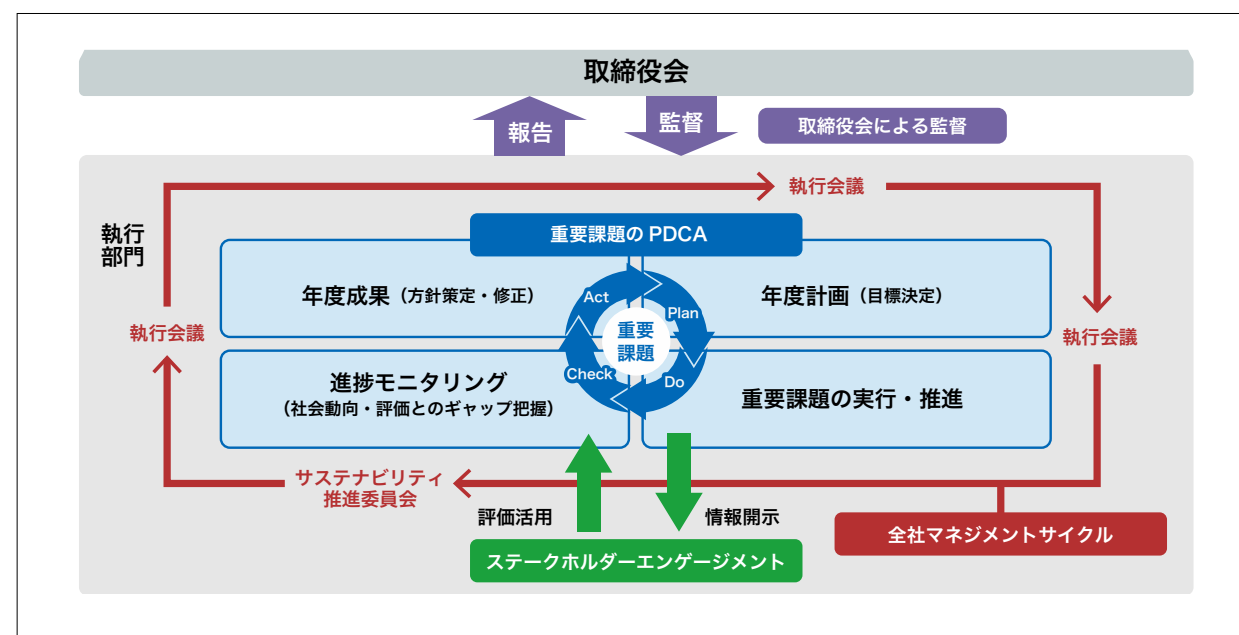 取締役会
報告
監督
取締役会による監督
執行会議
執行
部門
重要課題の PDCA
年度成果（方針策定・修正）
年度計画（目標決定）
Act
Plan
重要
課題
執行会議
執行会議
Check
Do
進捗モニタリング
（社会動向・評価とのギャップ把握）
重要課題の実行・推進
サステナビリティ
推進委員会
評価活用
情報開示
全社マネジメントサイクル
ステークホルダーエンゲージメント